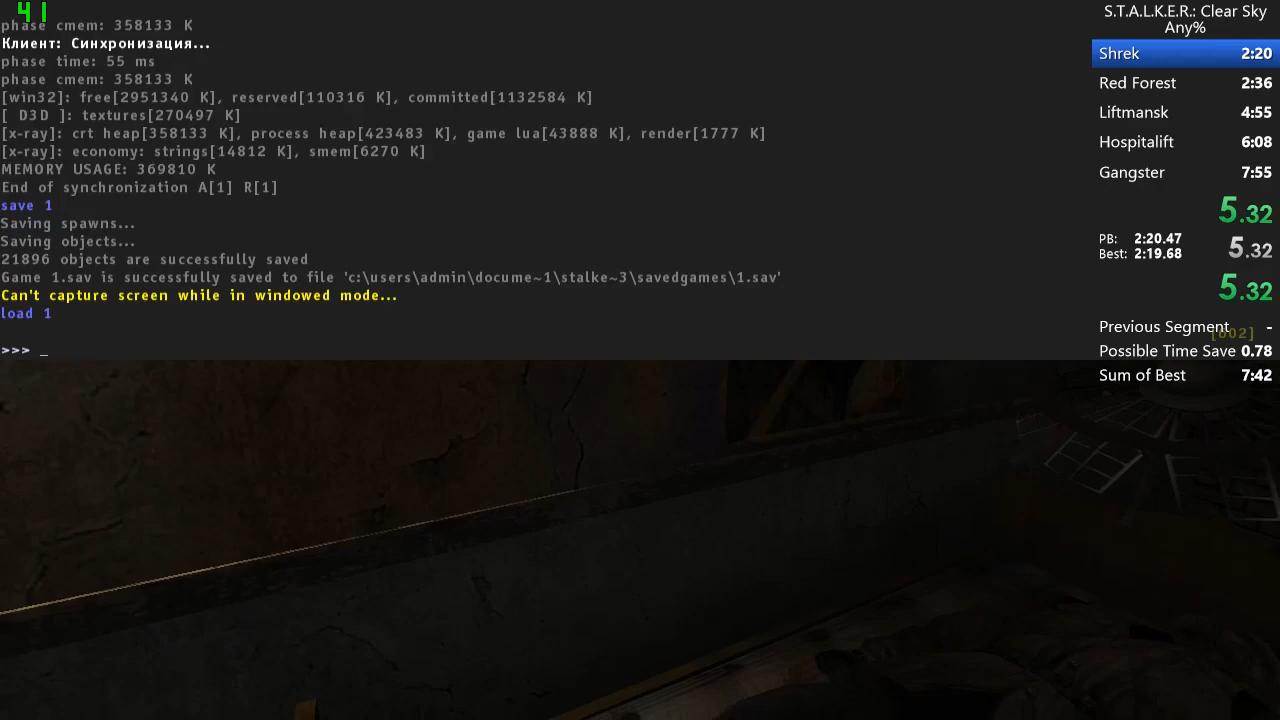 41
phase cmem: 358133 K
Клиент: Синхронизация...
phase time: 55 ms
phase cmem: 358133 K
[win32]: free[2951340 K], reserved[110316 K], committed[1132584 K]
[ D3D ]: textures[270497 K]
[x-ray]: crt heap[358133 K], process heap[423483 K], game lua[43888 K], render[1777 K]
[x-ray]: economy: strings[14812 K], smem[6270 K]
MEMORY USAGE: 369810 K
End of synchronization A[1] R[1]
save 1
Saving spawns...
Saving objects...
21896 objects are successfully saved
Game 1.sav is successfully saved to file 'c:\users\admin\docume~1\stalke~3\savedgames\1.sav'
Can't capture screen while in windowed mode...
load 1
>>> _
S.T.A.L.K.E.R.: Clear Sky
Any%
Shrek 2:20
Red Forest 2:36
Liftmansk 4:55
Hospitalift 6:08
Gangster 7:55
5.32
PB: 2:20.47
Best: 2:19.68
5.32
5.32
Previous Segment -
[002]
Possible Time Save 0.78
Sum of Best 7:42